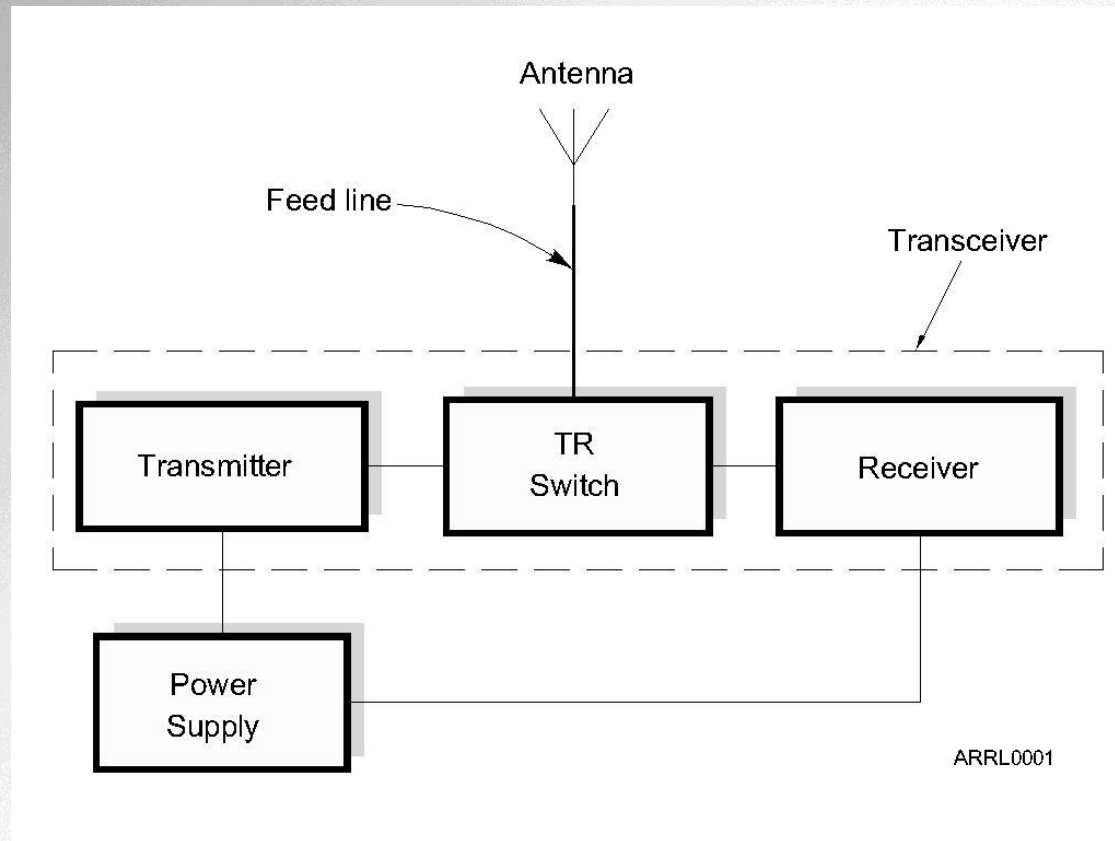 Antenna
Feed line
Transceiver
Transmitter
TR
Switch
Receiver
Power
Supply
ARRL0001